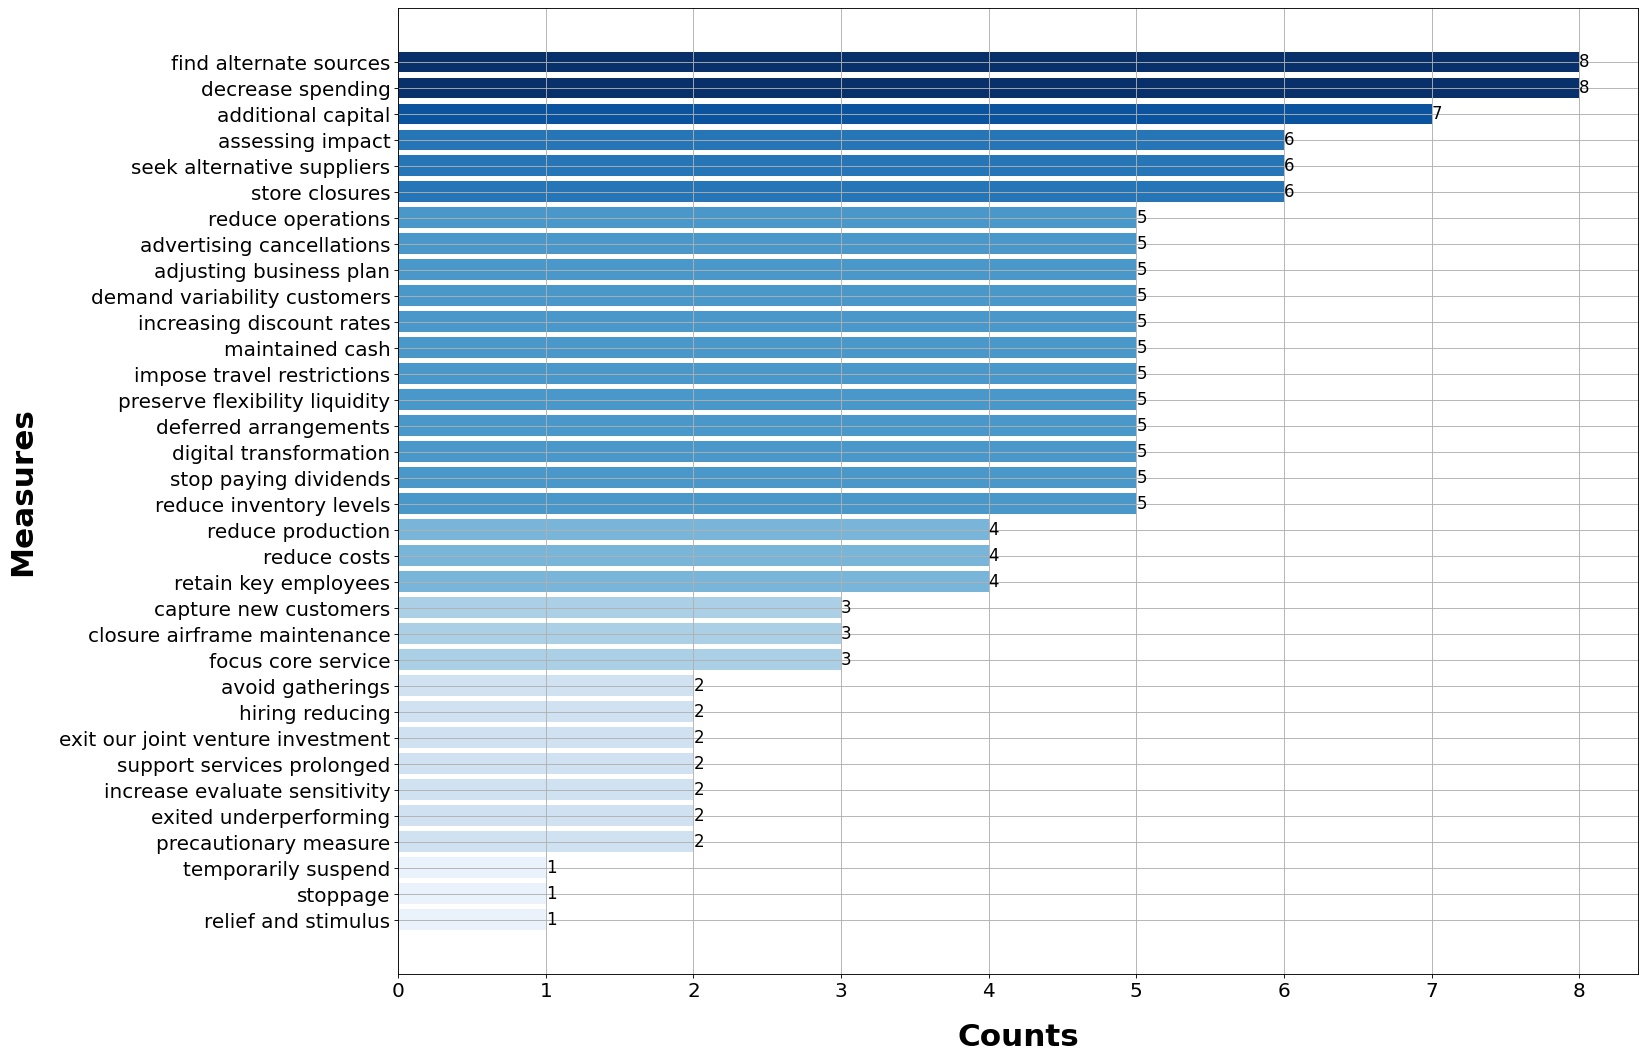 find alternate sources 8
decrease spending 8
additional capital 7
assessing impact 6
seek alternative suppliers 6
store closures 6
reduce operations 5
advertising cancellations 5
adjusting business plan 5
demand variability customers 5
increasing discount rates 5
maintained cash 5
impose travel restrictions 5
preserve flexibility liquidity 5
deferred arrangements 5
digital transformation 5
stop paying dividends 5
reduce inventory levels 5
reduce production 4
reduce costs 4
retain key employees 4
capture new customers 3
closure airframe maintenance 3
focus core service 3
avoid gatherings 2
hiring reducing 2
exit our joint venture investment 2
support services prolonged 2
increase evaluate sensitivity 2
exited underperforming 2
precautionary measure 2
temporarily suspend 1
stoppage 1
relief and stimulus 1
0 1 2 3 4 5 6 7 8
Counts
Measures